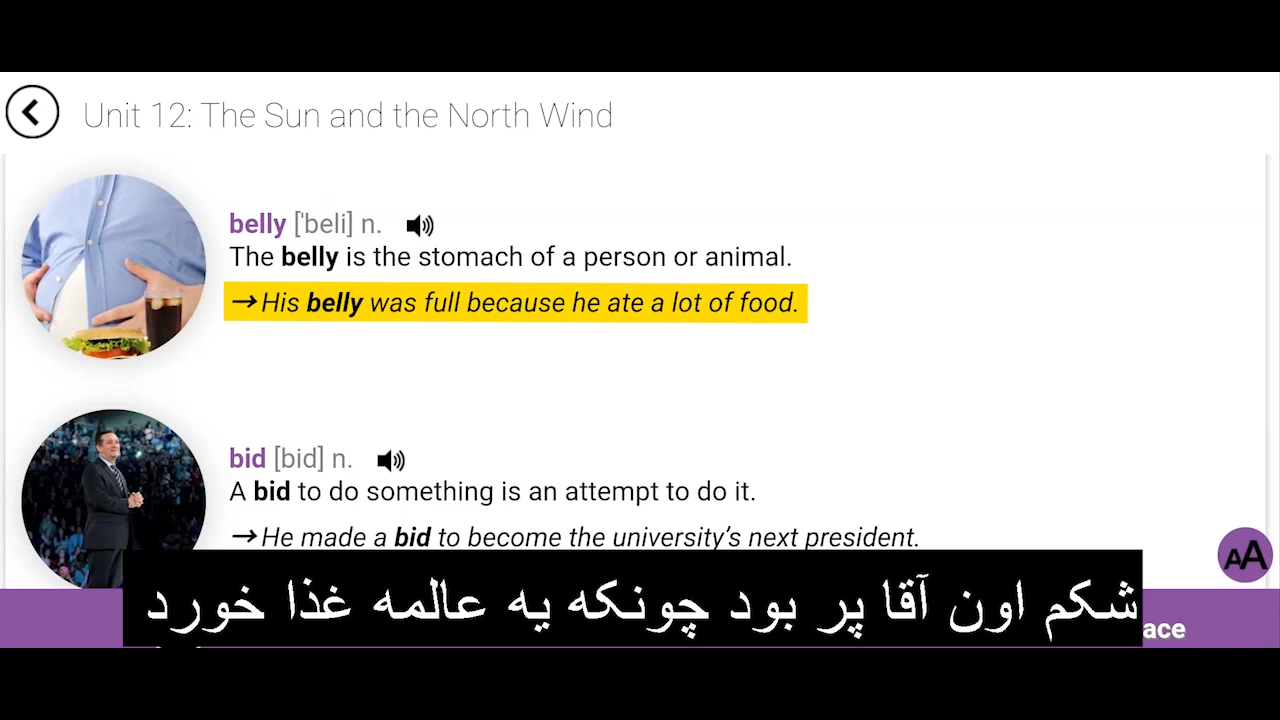 Unit 12: The Sun and the North Wind
belly ['beli] n.
The belly is the stomach of a person or animal.
→ His belly was full because he ate a lot of food.
bid [bid] n.
A bid to do something is an attempt to do it.
→ He made a bid to become the university's next president.
AA
شکم اون آقا پر بود چونکه یه عالمه غذا خورد
ace